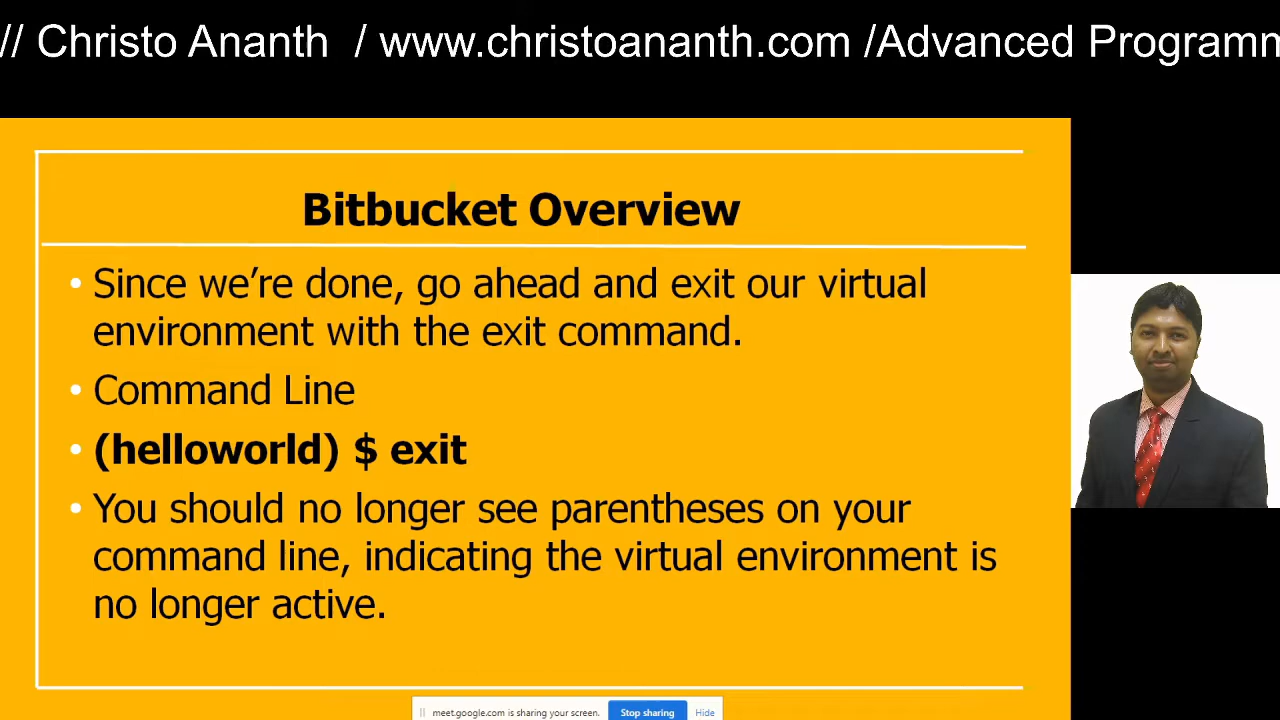 // Christo Ananth / www.christoananth.com /Advanced Programm
Bitbucket Overview
• Since we’re done, go ahead and exit our virtual
environment with the exit command.
• Command Line
• (helloworld) $ exit
• You should no longer see parentheses on your
command line, indicating the virtual environment is
no longer active.
meet.google.com is sharing your screen. Stop sharing Hide